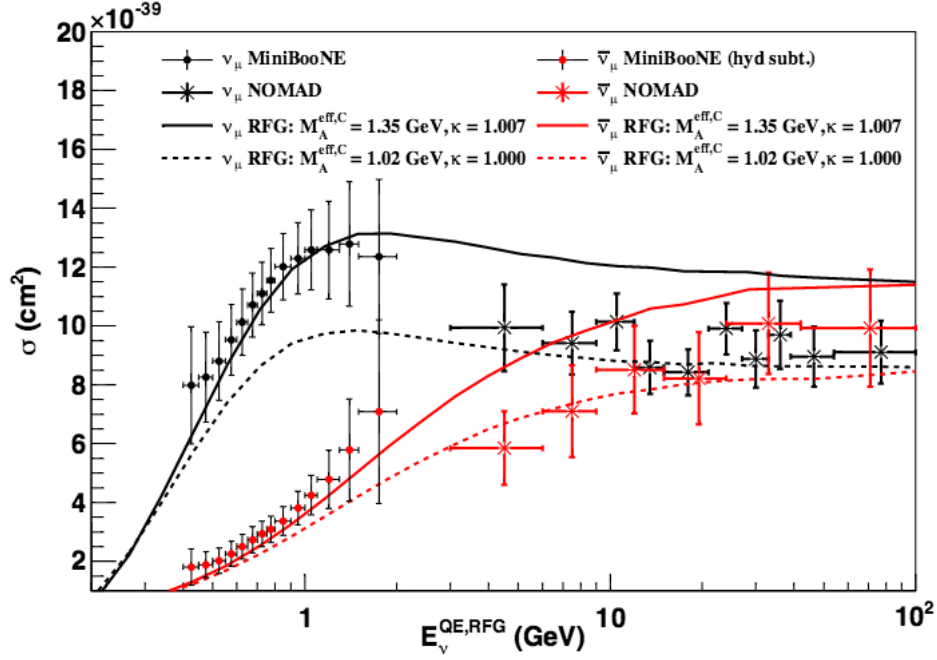 ×10⁻³⁹
20
18
16
14
12
10
8
6
4
2
σ (cm²)
ν_μ MiniBooNE
ν_μ NOMAD
ν_μ RFG: M_A^{eff,C} = 1.35 GeV, κ = 1.007
ν_μ RFG: M_A^{eff,C} = 1.02 GeV, κ = 1.000
ν̅_μ MiniBooNE (hyd subt.)
ν̅_μ NOMAD
ν̅_μ RFG: M_A^{eff,C} = 1.35 GeV, κ = 1.007
ν̅_μ RFG: M_A^{eff,C} = 1.02 GeV, κ = 1.000
1 10 10²
E_ν^{QE,RFG} (GeV)